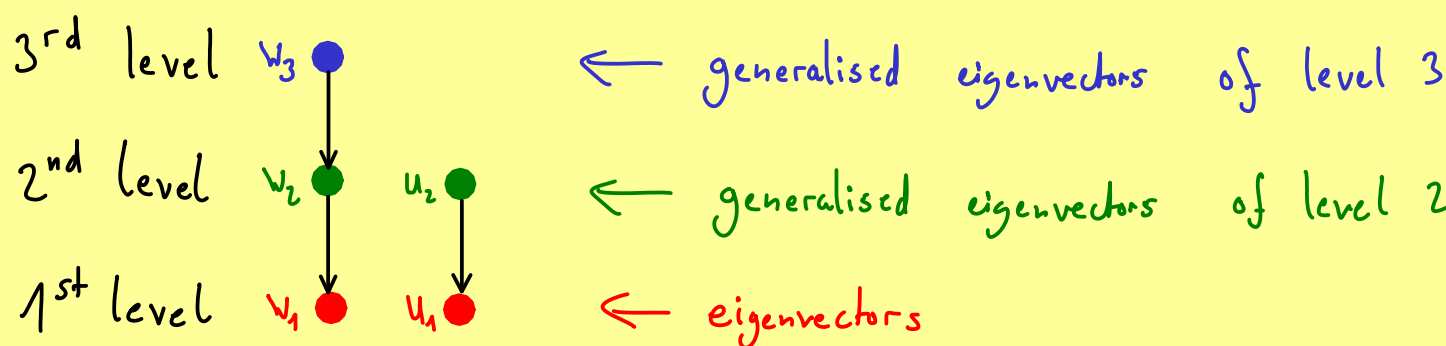 3rd level w3 ← generalised eigenvectors of level 3
2nd level w2 u2 ← generalised eigenvectors of level 2
1st level w1 u1 ← eigenvectors